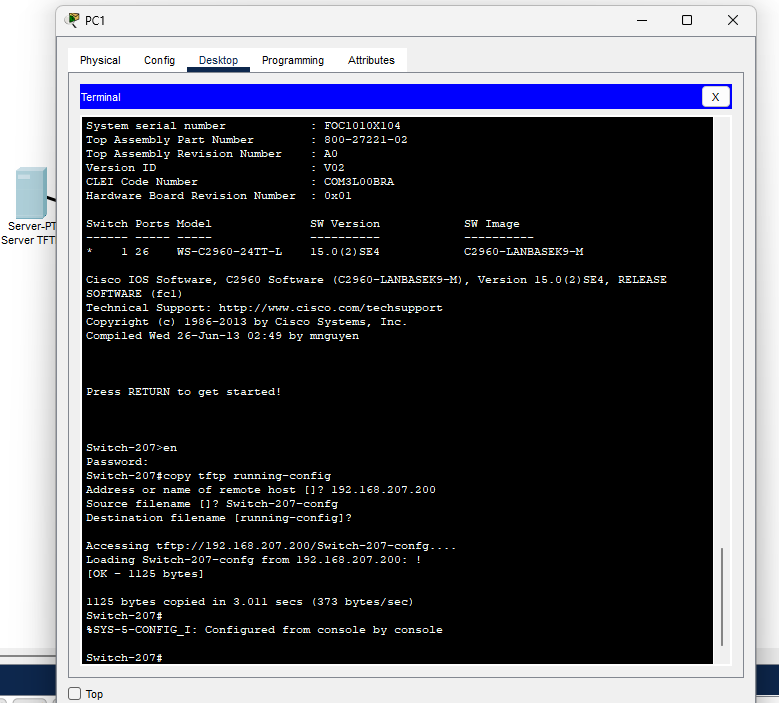 PC1
Physical Config Desktop Programming Attributes
Terminal X
System serial number : FOC1010X104
Top Assembly Part Number : 800-27221-02
Top Assembly Revision Number : A0
Version ID : V02
CLEI Code Number : COM3L00BRA
Hardware Board Revision Number : 0x01
Switch Ports Model SW Version SW Image
------ ----- ----- ---------- ----------
* 1 26 WS-C2960-24TT-L 15.0(2)SE4 C2960-LANBASEK9-M
Cisco IOS Software, C2960 Software (C2960-LANBASEK9-M), Version 15.0(2)SE4, RELEASE
SOFTWARE (fc1)
Technical Support: http://www.cisco.com/techsupport
Copyright (c) 1986-2013 by Cisco Systems, Inc.
Compiled Wed 26-Jun-13 02:49 by mnguyen
Press RETURN to get started!
Switch-207>en
Password:
Switch-207#copy tftp running-config
Address or name of remote host []? 192.168.207.200
Source filename []? Switch-207-confg
Destination filename [running-config]?
Accessing tftp://192.168.207.200/Switch-207-confg....
Loading Switch-207-confg from 192.168.207.200: !
[OK - 1125 bytes]
1125 bytes copied in 3.011 secs (373 bytes/sec)
Switch-207#
%SYS-5-CONFIG_I: Configured from console by console
Switch-207#
Top
Server-PT
Server TFT